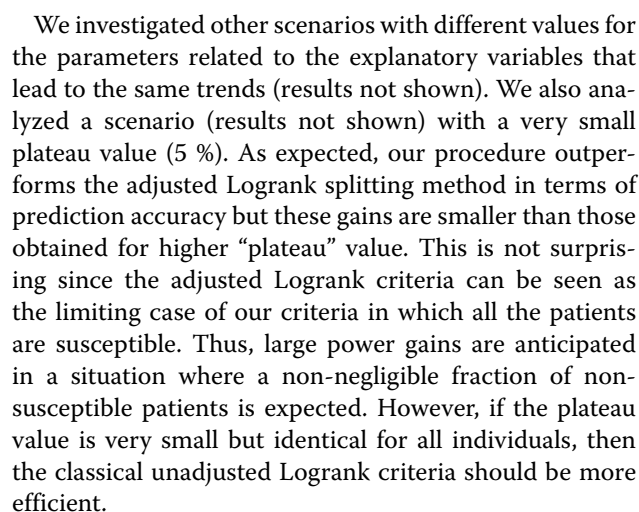 We investigated other scenarios with different values for
the parameters related to the explanatory variables that
lead to the same trends (results not shown). We also ana-
lyzed a scenario (results not shown) with a very small
plateau value (5 %). As expected, our procedure outper-
forms the adjusted Logrank splitting method in terms of
prediction accuracy but these gains are smaller than those
obtained for higher “plateau” value. This is not surpris-
ing since the adjusted Logrank criteria can be seen as
the limiting case of our criteria in which all the patients
are susceptible. Thus, large power gains are anticipated
in a situation where a non-negligible fraction of non-
susceptible patients is expected. However, if the plateau
value is very small but identical for all individuals, then
the classical unadjusted Logrank criteria should be more
efficient.